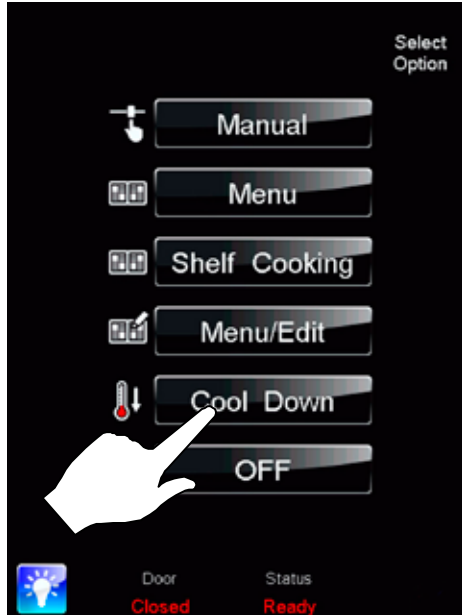 Select
Option
Manual
Menu
Shelf Cooking
Menu/Edit
Cool Down
OFF
Door Status
Closed Ready